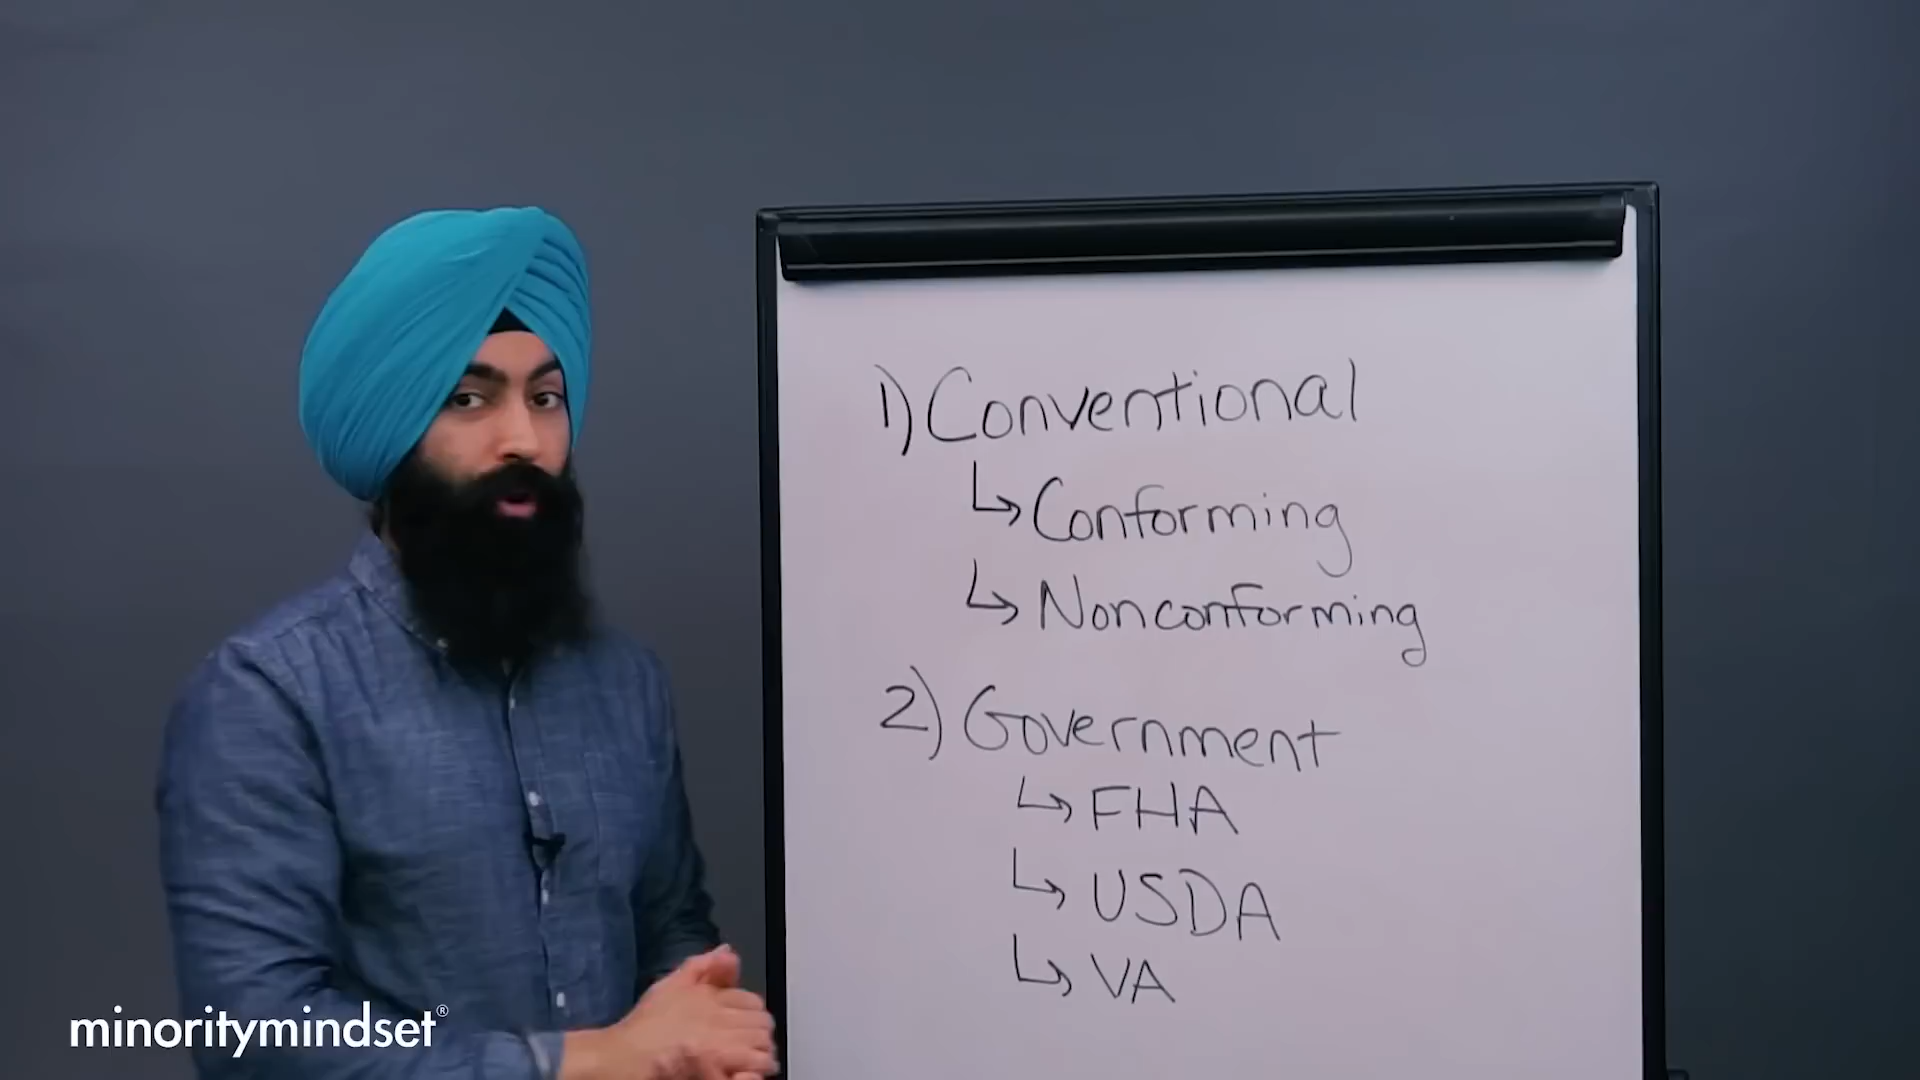 1) Conventional
↳ Conforming
↳ Nonconforming
2) Government
↳ FHA
↳ USDA
↳ VA
minoritymindset®